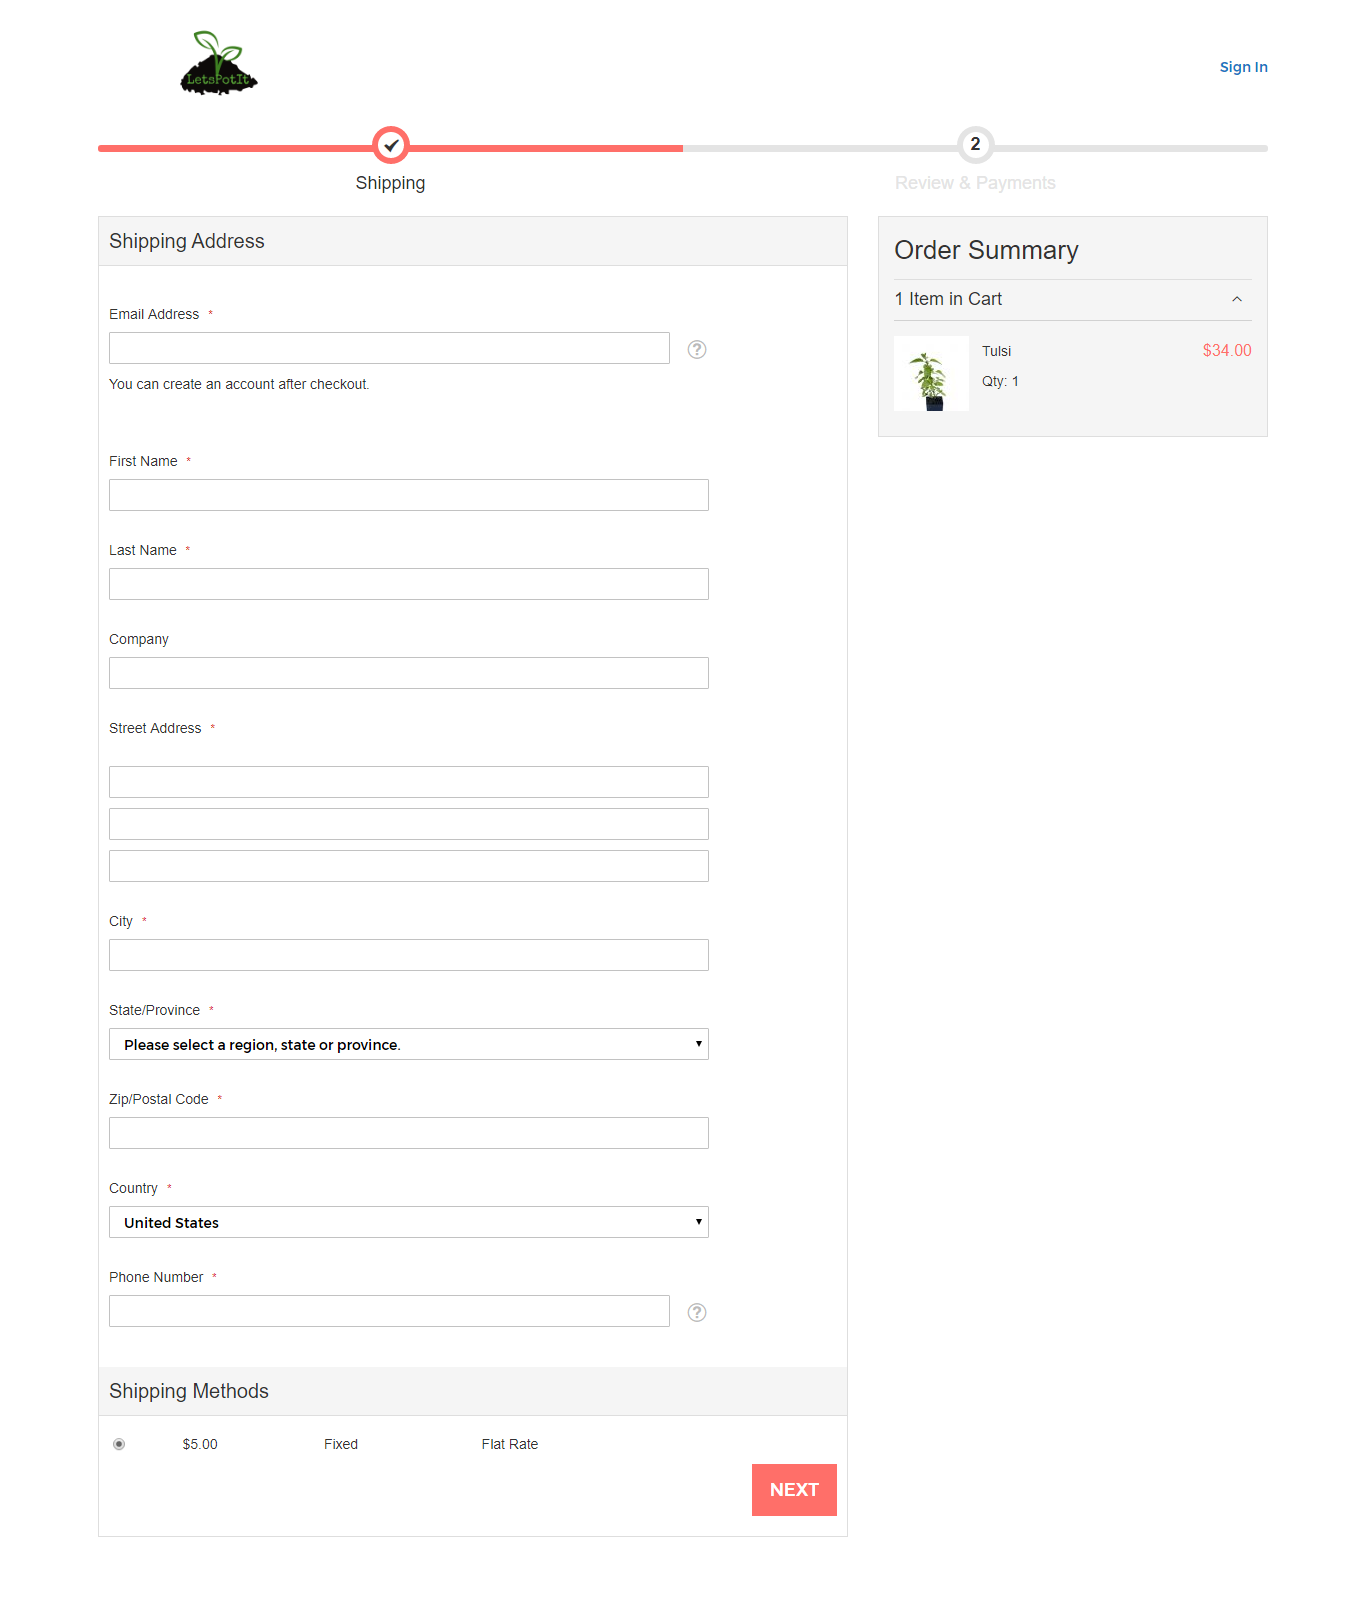 LetsPotIt
Sign In
2
Shipping
Review & Payments
Shipping Address
Email Address *
You can create an account after checkout.
First Name *
Last Name *
Company
Street Address *
City *
State/Province *
Please select a region, state or province.
Zip/Postal Code *
Country *
United States
Phone Number *
Shipping Methods
$5.00 Fixed Flat Rate
NEXT
Order Summary
1 Item in Cart
Tulsi $34.00
Qty: 1